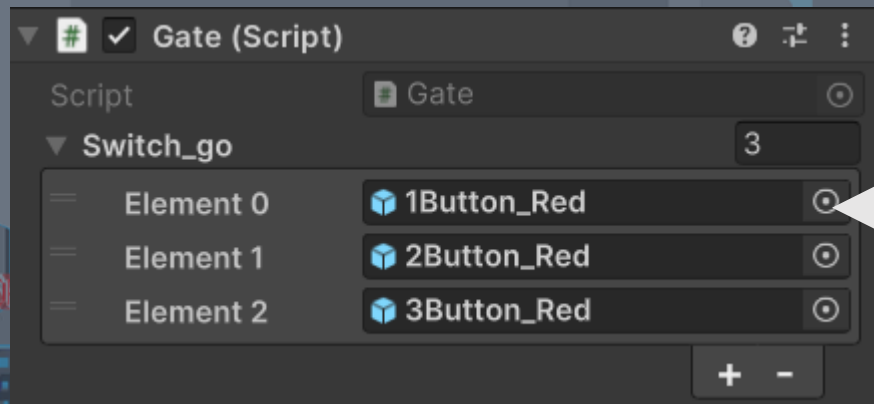 Gate (Script)
Script Gate
Switch_go 3
Element 0 1Button_Red
Element 1 2Button_Red
Element 2 3Button_Red
+ -